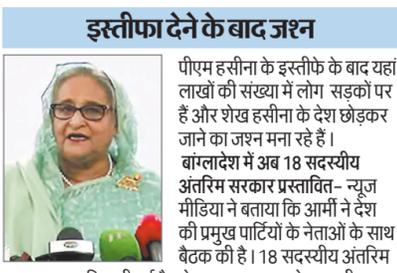 इस्तीफा देने के बाद जश्न
पीएम हसीना के इस्तीफे के बाद यहां
लाखों की संख्या में लोग सड़कों पर
हैं और शेख हसीना के देश छोड़कर
जाने का जश्न मना रहे हैं ।
बांग्लादेश में अब 18 सदस्यीय
अंतरिम सरकार प्रस्तावित– न्यूज
मीडिया ने बताया कि आर्मी ने देश
की प्रमुख पार्टियों के नेताओं के साथ
बैठक की है। 18 सदस्यीय अंतरिम